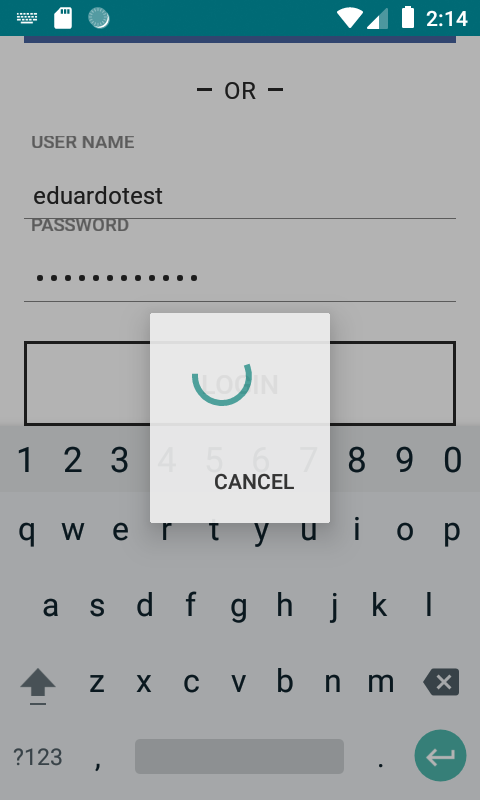 2:14
OR
USER NAME
eduardotest
PASSWORD
LOGIN
1 2 3 4 5 6 7 8 9 0
CANCEL
q w e r t y u i o p
a s d f g h j k l
z x c v b n m
?123 , .